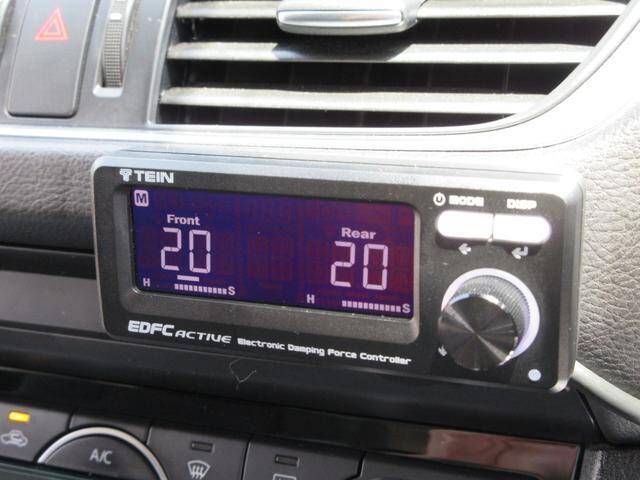 TEIN
MODE DISP
M
Front
Rear
20
20
H S
H S
EDFC ACTIVE Electronic Damping Force Controller
A/C